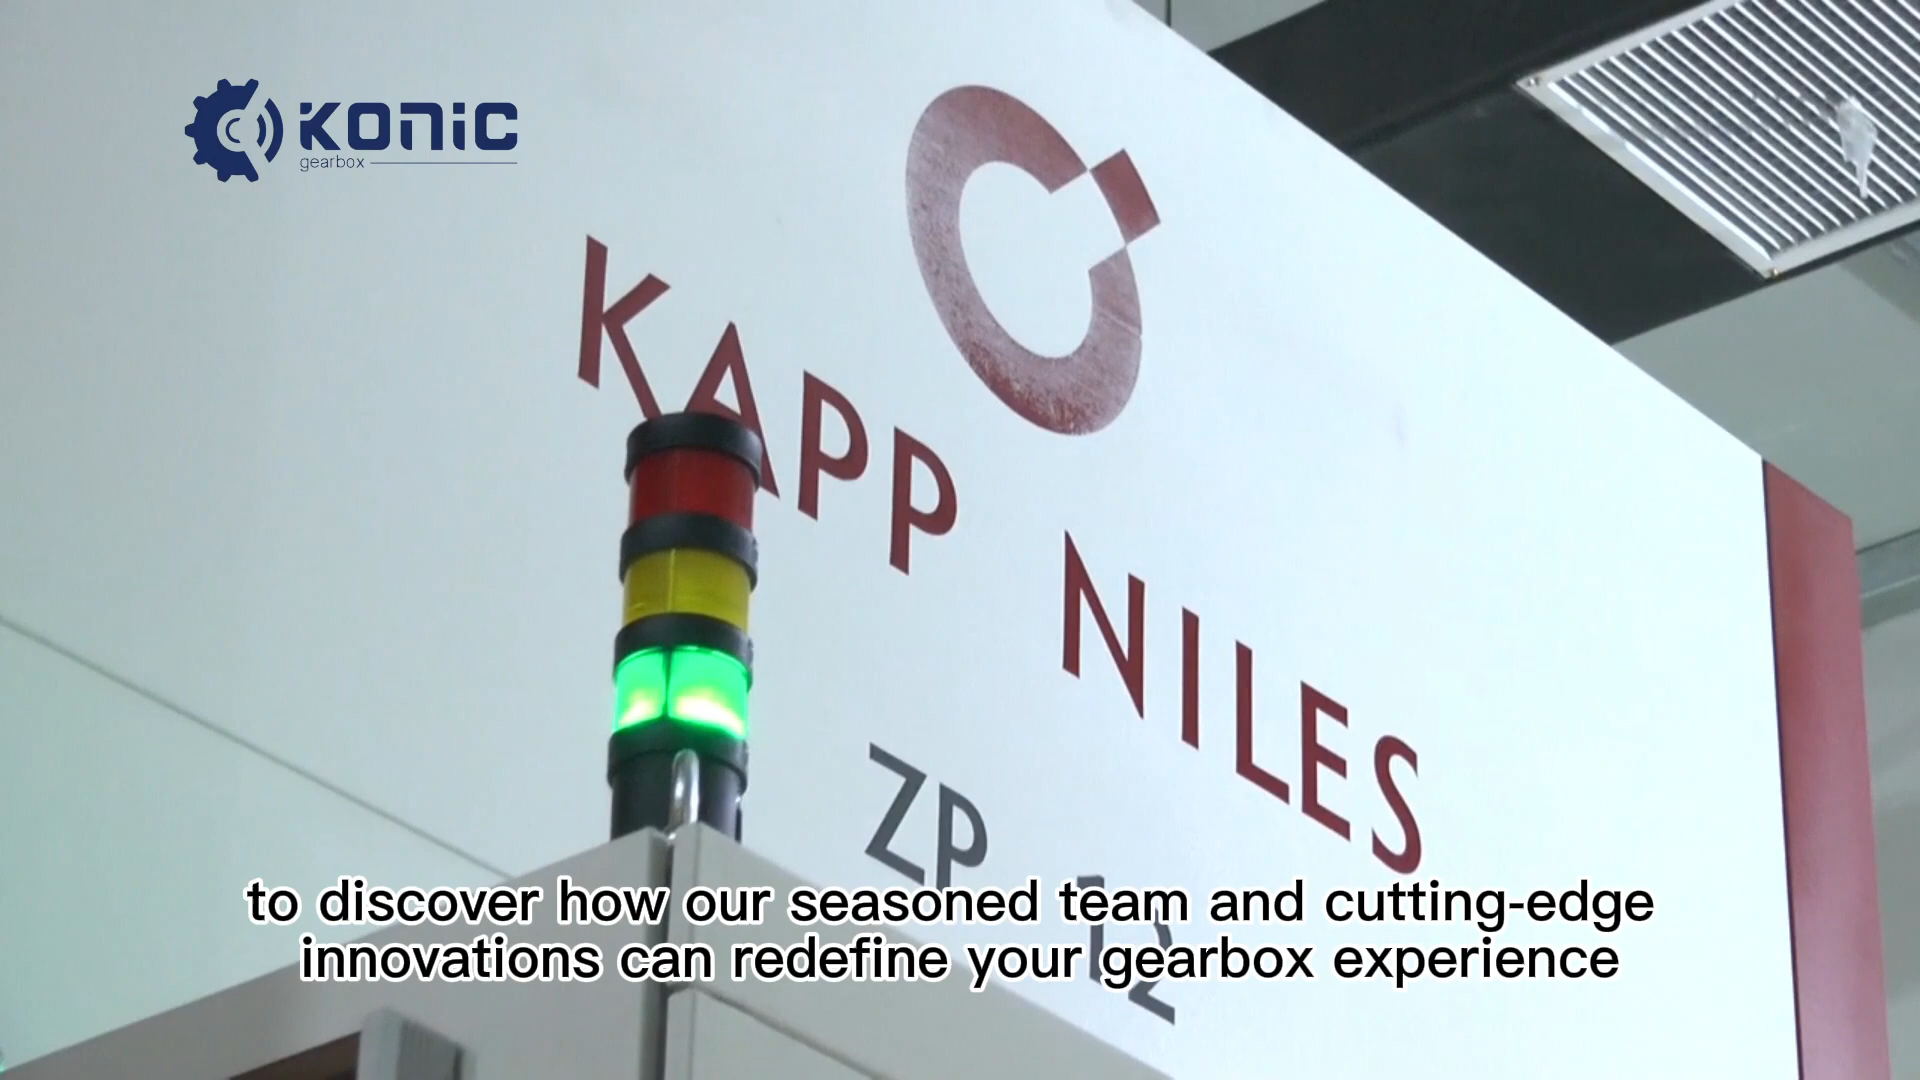 KONIC
gearbox
KAPP NILES
ZP 12
to discover how our seasoned team and cutting-edge
innovations can redefine your gearbox experience